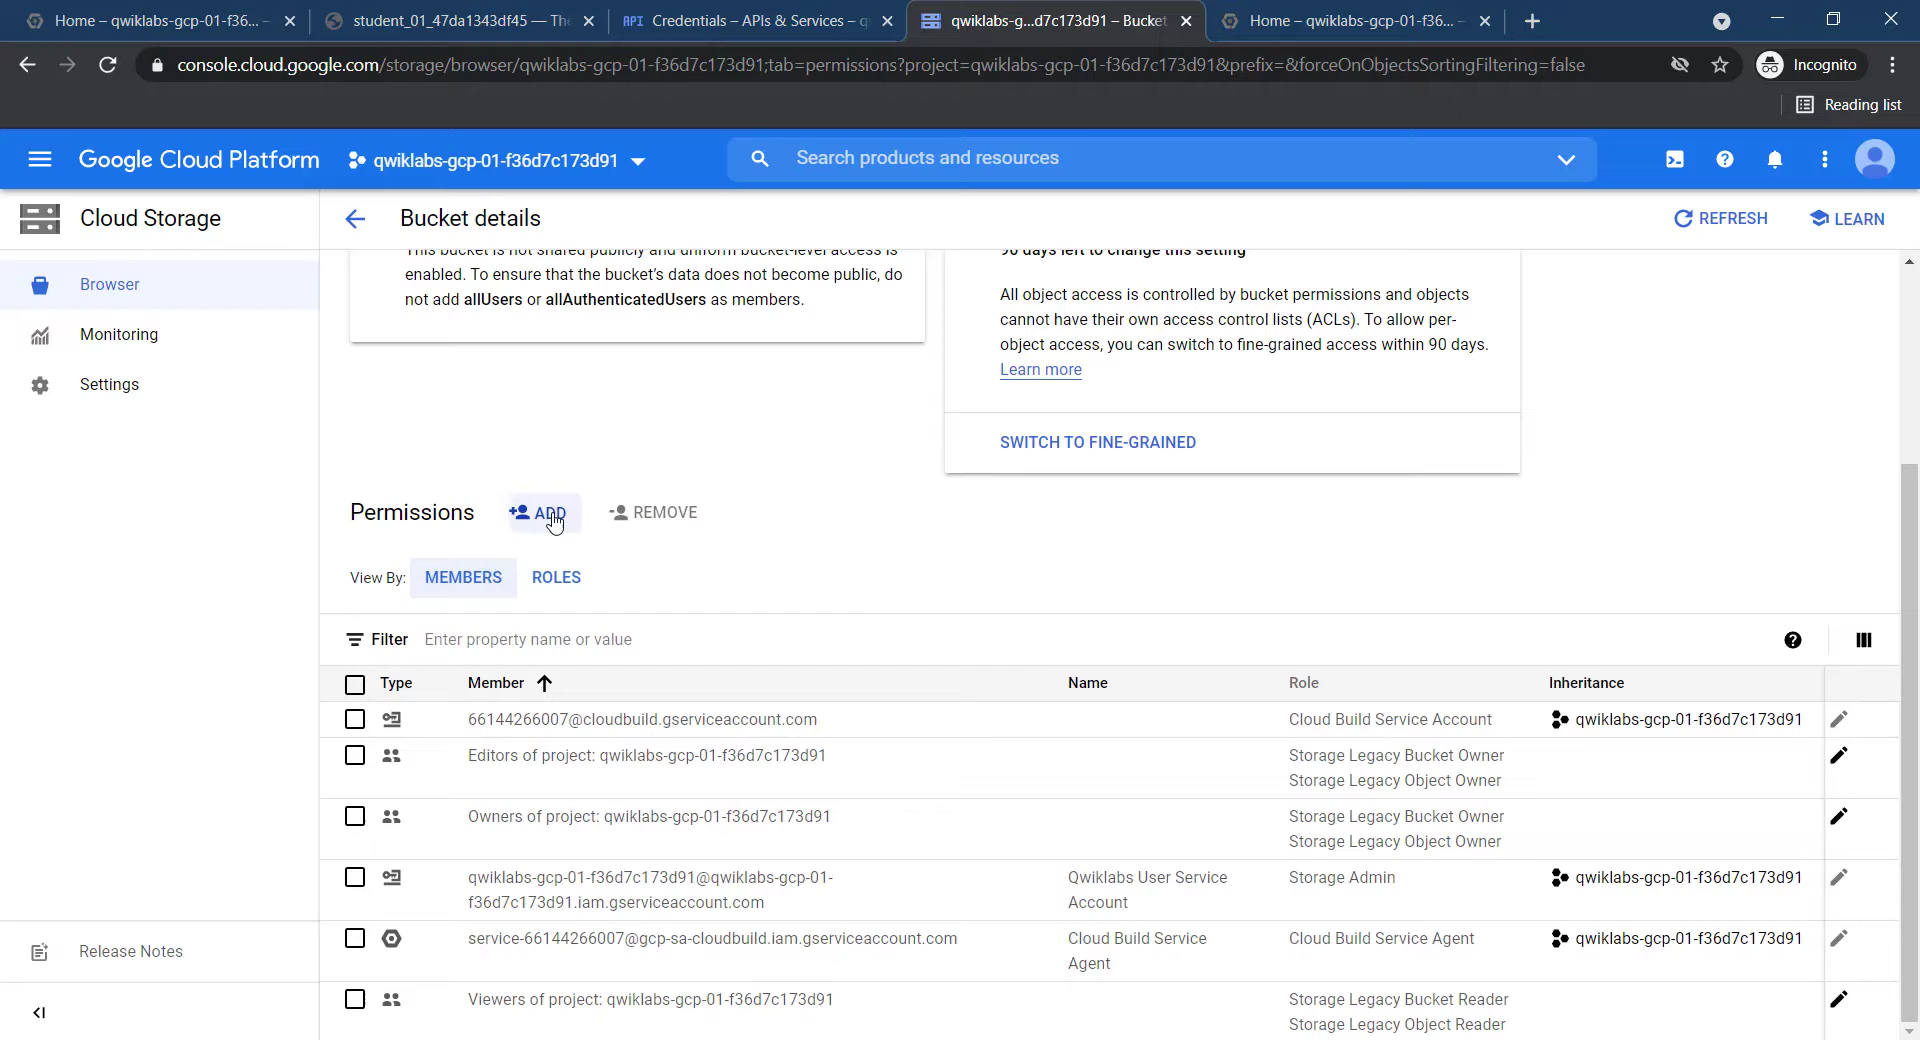 Home – qwiklabs-gcp-01-f36...
student_01_47da1343df45 — Th
API Credentials – APIs & Services – q
qwiklabs-g...d7c173d91 – Bucket
Home – qwiklabs-gcp-01-f36...
console.cloud.google.com/storage/browser/qwiklabs-gcp-01-f36d7c173d91;tab=permissions?project=qwiklabs-gcp-01-f36d7c173d91&prefix=&forceOnObjectsSortingFiltering=false
Incognito
Reading list
Google Cloud Platform
qwiklabs-gcp-01-f36d7c173d91
Search products and resources
Cloud Storage
Bucket details
REFRESH
LEARN
Browser
Monitoring
Settings
Release Notes
This bucket is not shared publicly and uniform bucket-level access is
enabled. To ensure that the bucket's data does not become public, do
not add allUsers or allAuthenticatedUsers as members.
90 days left to change this setting
All object access is controlled by bucket permissions and objects
cannot have their own access control lists (ACLs). To allow per-
object access, you can switch to fine-grained access within 90 days.
Learn more
SWITCH TO FINE-GRAINED
Permissions
ADD
REMOVE
View By: MEMBERS ROLES
Filter Enter property name or value
Type Member Name Role Inheritance
66144266007@cloudbuild.gserviceaccount.com Cloud Build Service Account qwiklabs-gcp-01-f36d7c173d91
Editors of project: qwiklabs-gcp-01-f36d7c173d91 Storage Legacy Bucket Owner
Storage Legacy Object Owner
Owners of project: qwiklabs-gcp-01-f36d7c173d91 Storage Legacy Bucket Owner
Storage Legacy Object Owner
qwiklabs-gcp-01-f36d7c173d91@qwiklabs-gcp-01- Qwiklabs User Service Storage Admin qwiklabs-gcp-01-f36d7c173d91
f36d7c173d91.iam.gserviceaccount.com Account
service-66144266007@gcp-sa-cloudbuild.iam.gserviceaccount.com Cloud Build Service Cloud Build Service Agent qwiklabs-gcp-01-f36d7c173d91
Agent
Viewers of project: qwiklabs-gcp-01-f36d7c173d91 Storage Legacy Bucket Reader
Storage Legacy Object Reader